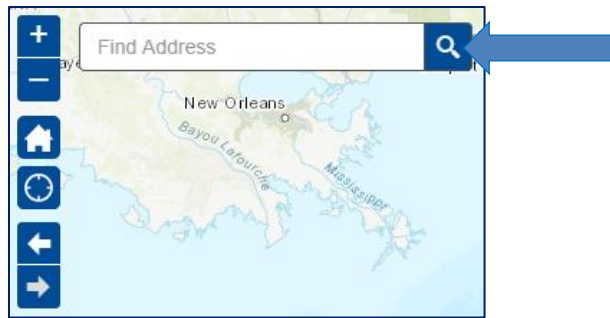 +
Find Address
−
New Orleans
Bayou Lafourche
Mississippi